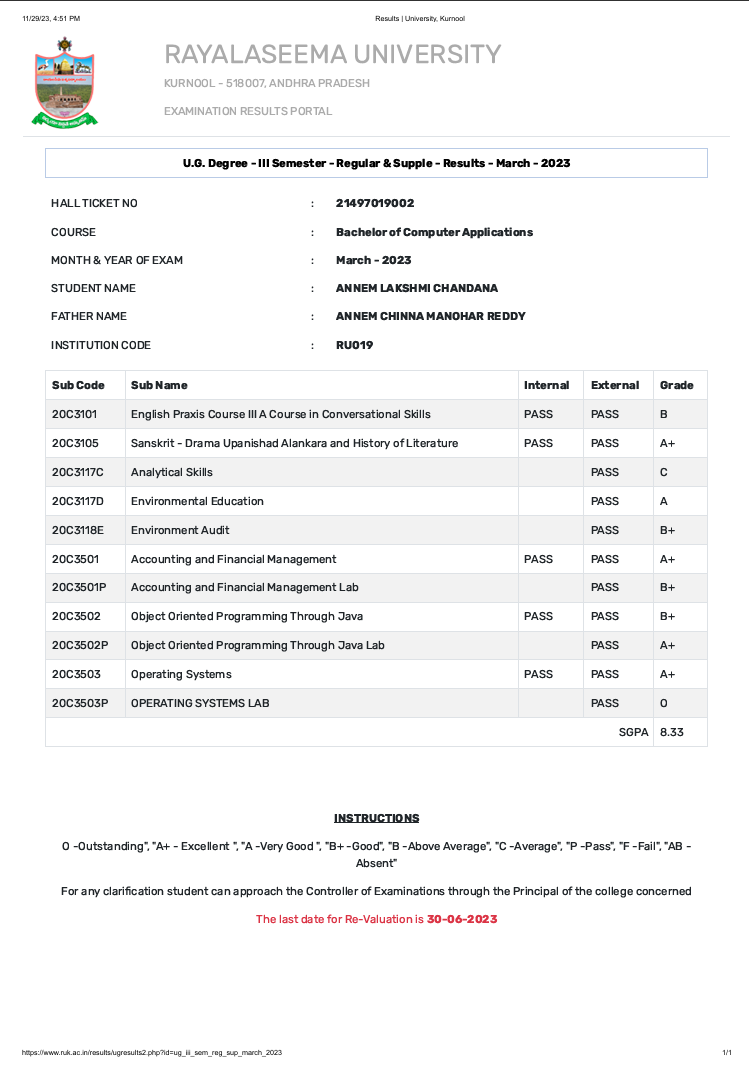 11/29/23, 4:51 PM Results | University, Kurnool
RAYALASEEMA UNIVERSITY
KURNOOL - 518007, ANDHRA PRADESH
EXAMINATION RESULTS PORTAL
U.G. Degree - III Semester - Regular & Supple - Results - March - 2023
HALL TICKET NO : 21497019002
COURSE : Bachelor of Computer Applications
MONTH & YEAR OF EXAM : March - 2023
STUDENT NAME : ANNEM LAKSHMI CHANDANA
FATHER NAME : ANNEM CHINNA MANOHAR REDDY
INSTITUTION CODE : RU019
Sub Code Sub Name Internal External Grade
20C3101 English Praxis Course III A Course in Conversational Skills PASS PASS B
20C3105 Sanskrit - Drama Upanishad Alankara and History of Literature PASS PASS A+
20C3117C Analytical Skills PASS C
20C3117D Environmental Education PASS A
20C3118E Environment Audit PASS B+
20C3501 Accounting and Financial Management PASS PASS A+
20C3501P Accounting and Financial Management Lab PASS B+
20C3502 Object Oriented Programming Through Java PASS PASS B+
20C3502P Object Oriented Programming Through Java Lab PASS A+
20C3503 Operating Systems PASS PASS A+
20C3503P OPERATING SYSTEMS LAB PASS O
SGPA 8.33
INSTRUCTIONS
O -Outstanding", "A+ - Excellent ", "A -Very Good ", "B+ -Good", "B -Above Average", "C -Average", "P -Pass", "F -Fail", "AB -
Absent"
For any clarification student can approach the Controller of Examinations through the Principal of the college concerned
The last date for Re-Valuation is 30-06-2023
https://www.ruk.ac.in/results/ugresults2.php?id=ug_iii_sem_reg_sup_march_2023 1/1